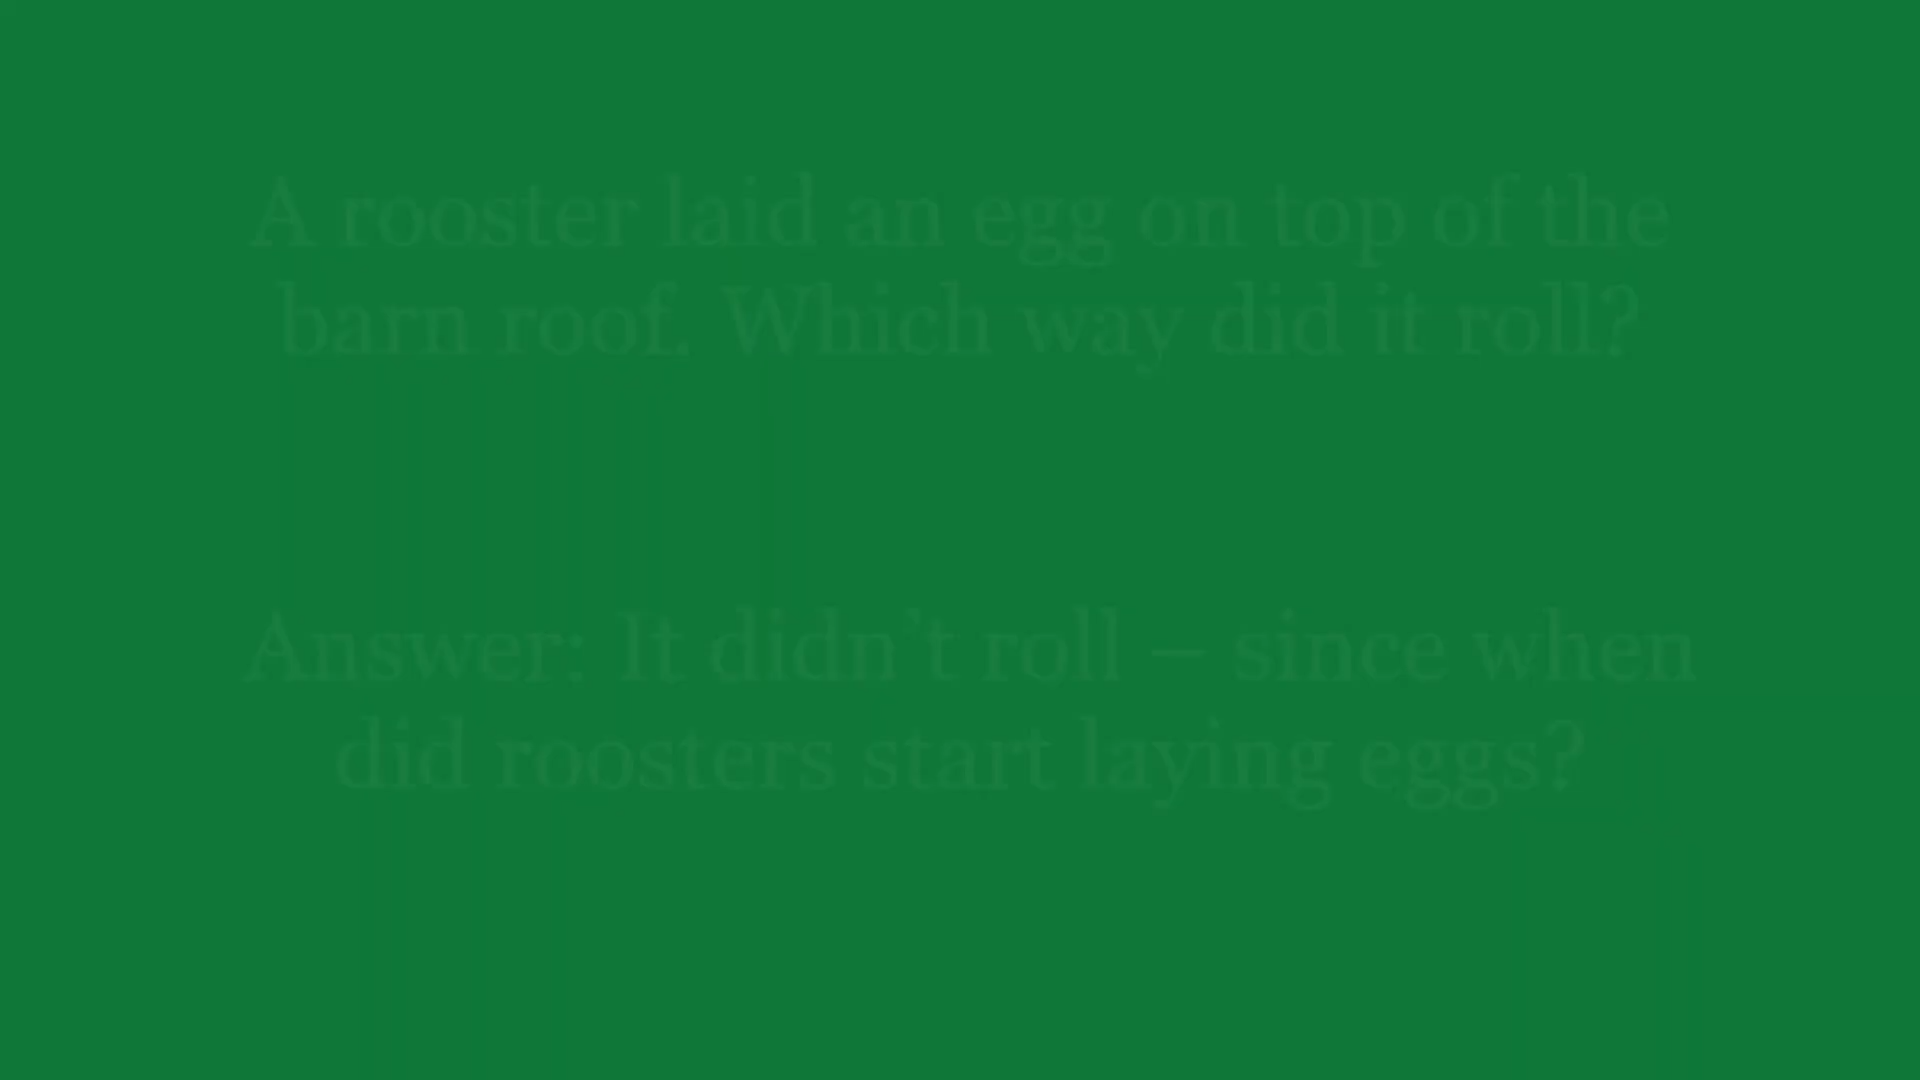 A rooster laid an egg on top of the
barn roof. Which way did it roll?
Answer: It didn’t roll – since when
did roosters start laying eggs?